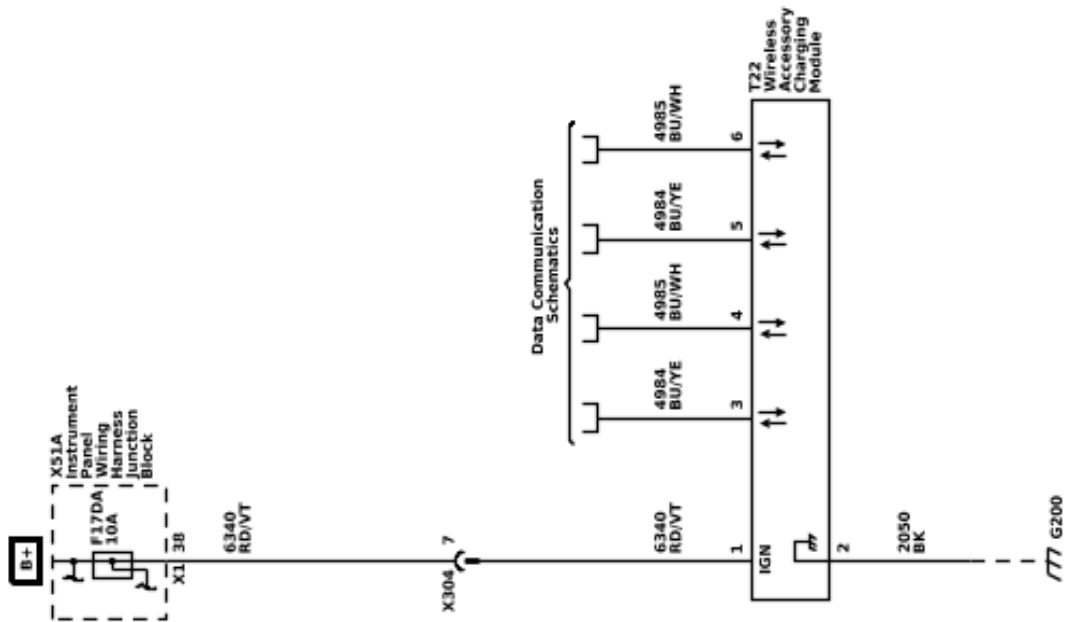 B+
X51A
Instrument
Panel
Wiring
Harness
Junction
Block
F17DA
10A
X1
38
6340
RD/VT
X304
7
6340
RD/VT
Data Communication
Schematics
4984
BU/YE
4985
BU/WH
4984
BU/YE
4985
BU/WH
1
3
4
5
6
IGN
T22
Wireless
Accessory
Charging
Module
2
2050
BK
G200